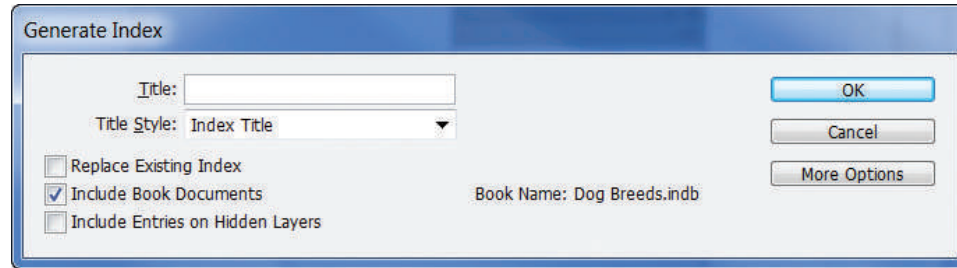 Generate Index
Title:
OK
Title Style: Index Title
Cancel
Replace Existing Index
More Options
Include Book Documents Book Name: Dog Breeds.indb
Include Entries on Hidden Layers